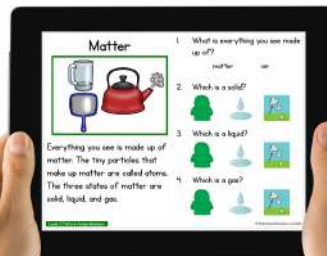 Matter
Everything you see is made up of
matter. The tiny particles that
make up matter are called atoms.
The three states of matter are
solid, liquid, and gas.
1. What is everything you see made
up of?
matter air
2. Which is a solid?
3. Which is a liquid?
4. Which is a gas?